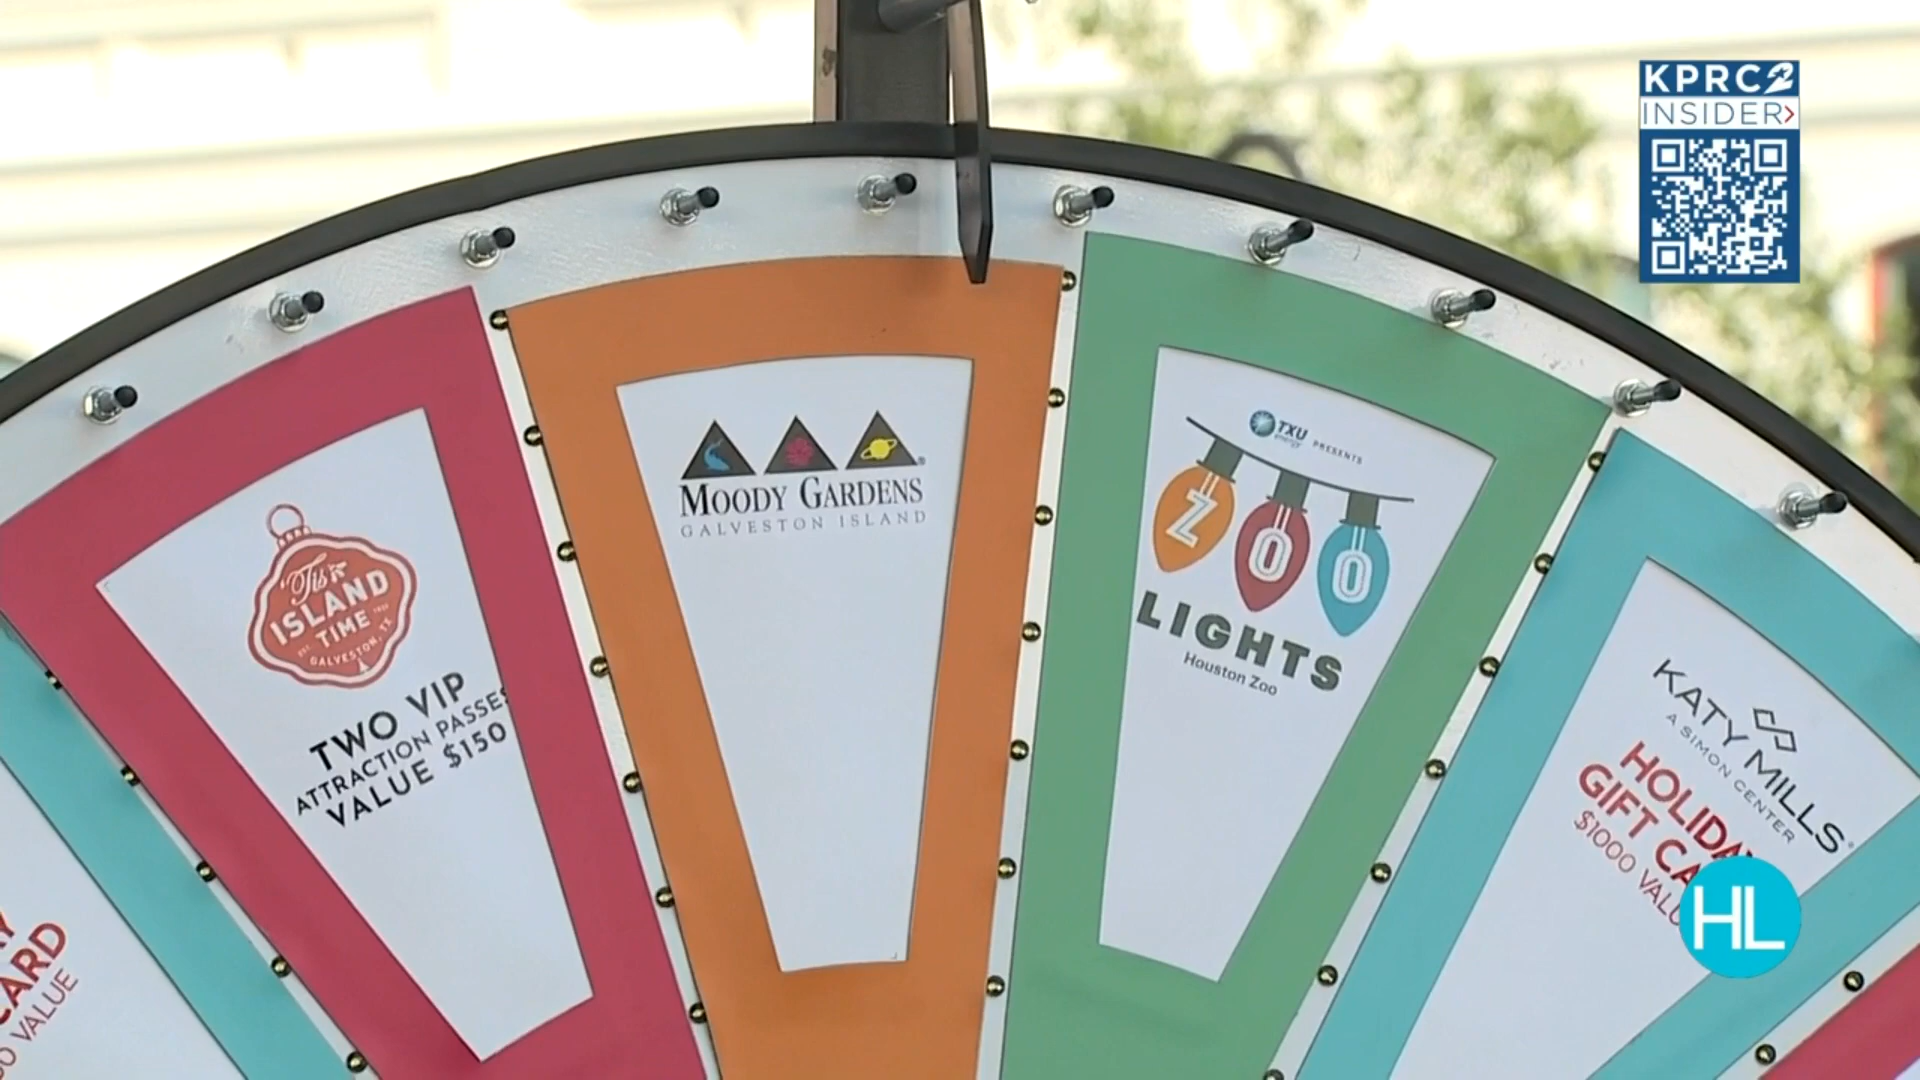 KPRC 2
INSIDER>
'Tis
ISLAND
TIME
EST.
GALVESTON, TX
TWO VIP
ATTRACTION PASSES
VALUE $150
MOODY GARDENS®
GALVESTON ISLAND
TXU
energy PRESENTS
ZOO
LIGHTS
Houston Zoo
KATY MILLS®
A SIMON CENTER
HOLIDAY
GIFT CA
$1000 VALU
HL
CARD
VALUE